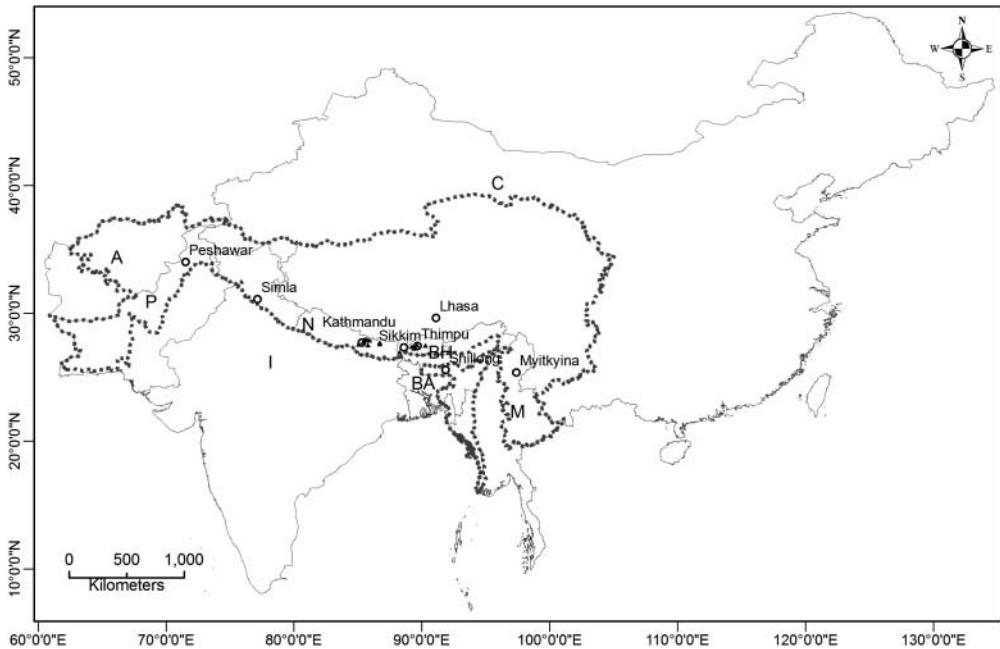 N
W E
S
50°0'0"N
40°0'0"N
30°0'0"N
20°0'0"N
10°0'0"N
C
A
Peshawar
P
Simla
Lhasa
N
Kathmandu
Sikkim
Thimpu
BH
Shillong
Myitkyina
I
BA
M
0 500 1,000
Kilometers
60°0'0"E 70°0'0"E 80°0'0"E 90°0'0"E 100°0'0"E 110°0'0"E 120°0'0"E 130°0'0"E